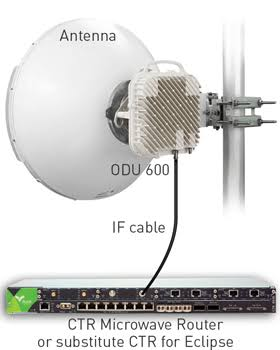 Antenna
ODU 600
IF cable
CTR Microwave Router
or substitute CTR for Eclipse